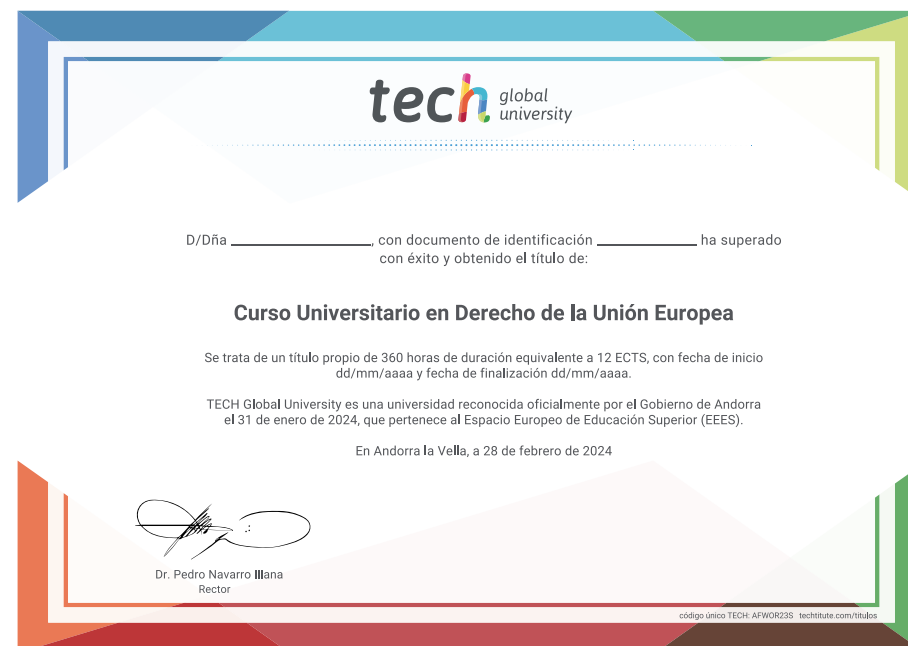 tech global university
D/Dña ____________, con documento de identificación ____________ ha superado
con éxito y obtenido el título de:
Curso Universitario en Derecho de la Unión Europea
Se trata de un título propio de 360 horas de duración equivalente a 12 ECTS, con fecha de inicio
dd/mm/aaaa y fecha de finalización dd/mm/aaaa.
TECH Global University es una universidad reconocida oficialmente por el Gobierno de Andorra
el 31 de enero de 2024, que pertenece al Espacio Europeo de Educación Superior (EEES).
En Andorra la Vella, a 28 de febrero de 2024
Dr. Pedro Navarro Illana
Rector
código único TECH: AFWOR23S techtitute.com/titulos